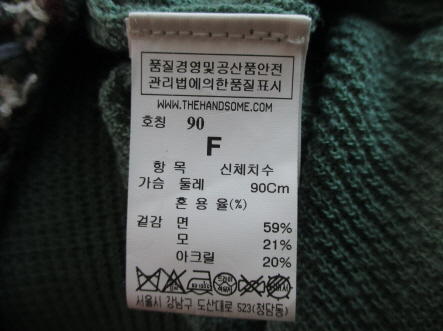 품질경영및공산품안전
관리법에의한품질표시
WWW.THEHANDSOME.COM
호칭 90
F
항 목 신체치수
가슴 둘레 90Cm
혼 용 율(%)
겉감 면 59%
모 21%
아크릴 20%
서울시 강남구 도산대로 523(청담동)